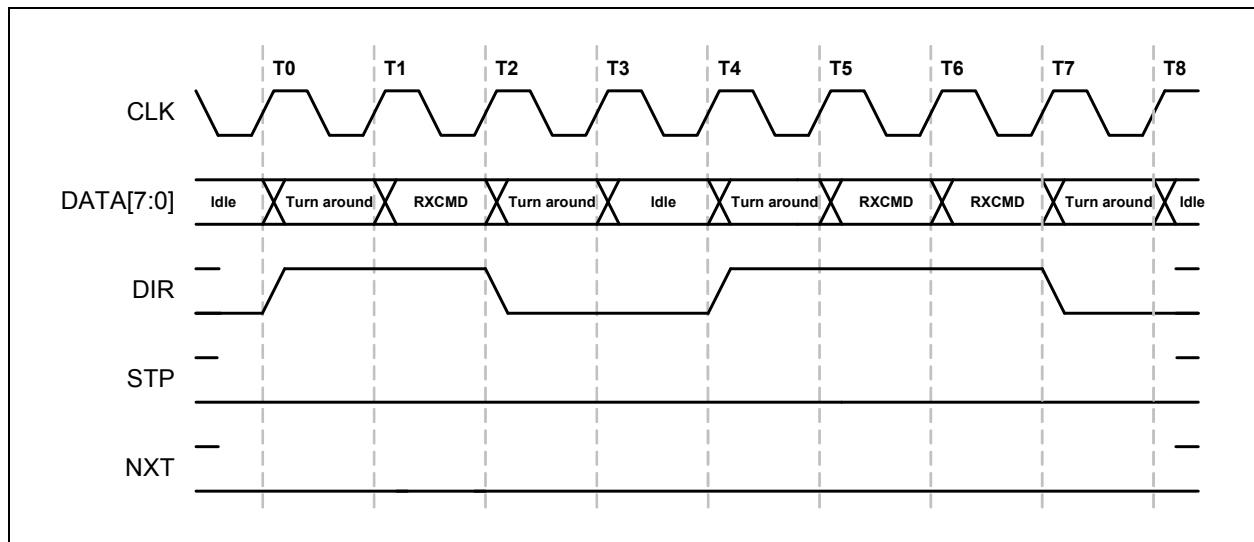 T0 T1 T2 T3 T4 T5 T6 T7 T8
CLK
DATA[7:0] Idle Turn around RXCMD Turn around Idle Turn around RXCMD RXCMD Turn around Idle
DIR
STP
NXT